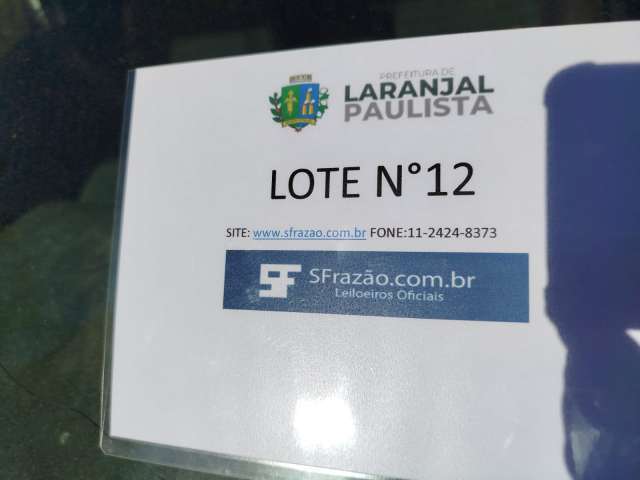 PREFEITURA DE
LARANJAL
PAULISTA
LOTE N°12
SITE: www.sfrazao.com.br FONE:11-2424-8373
SF SFrazão.com.br
Leiloeiros Oficiais